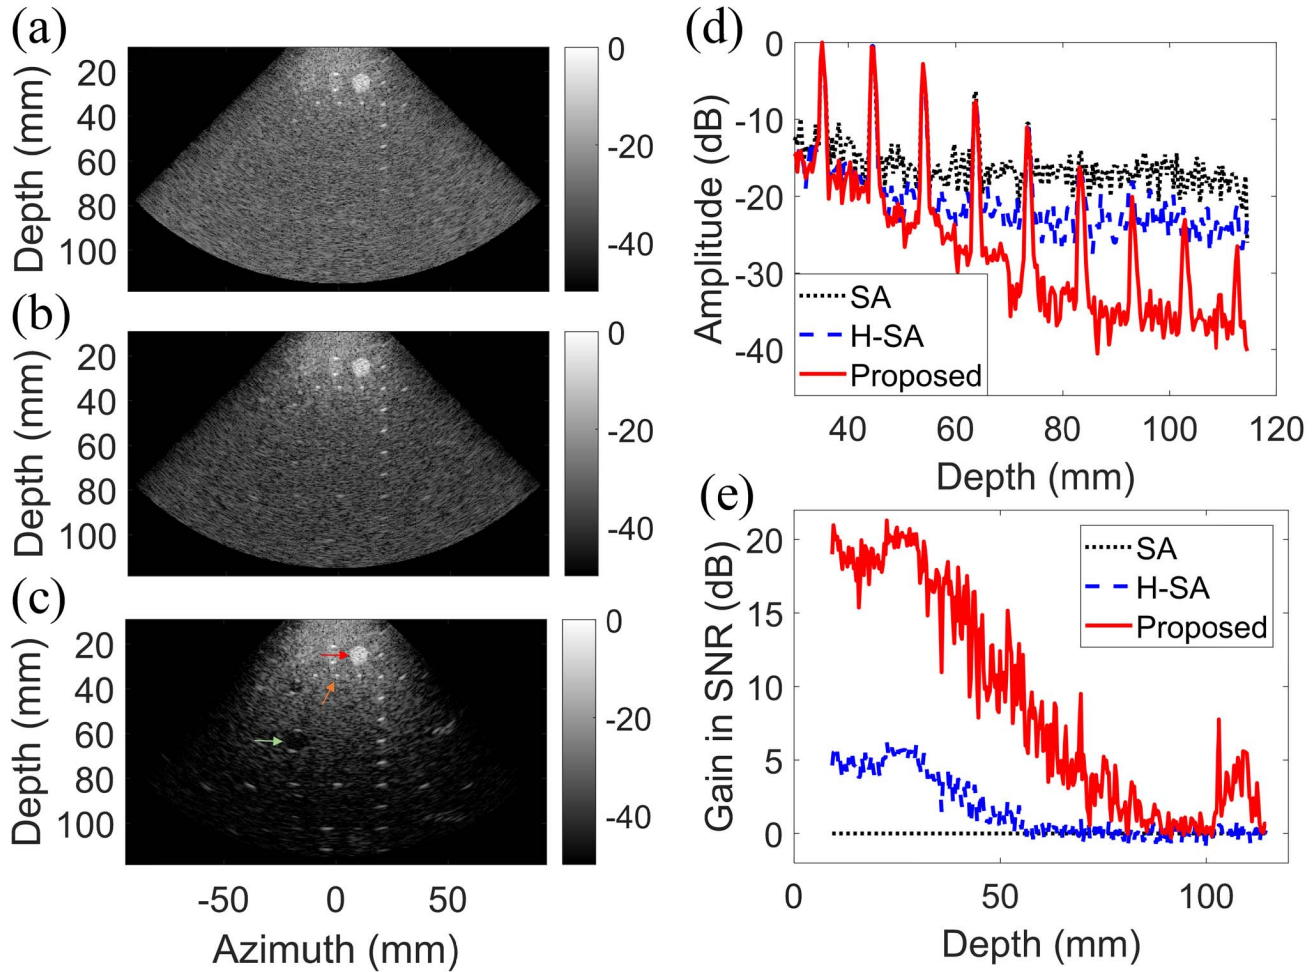 (a)
Depth (mm)
20
40
60
80
100
0
-20
-40
(b)
Depth (mm)
20
40
60
80
100
0
-20
-40
(c)
Depth (mm)
20
40
60
80
100
0
-20
-40
-50 0 50
Azimuth (mm)
(d)
Amplitude (dB)
0
-10
-20
-30
-40
SA
H-SA
Proposed
40 60 80 100 120
Depth (mm)
(e)
Gain in SNR (dB)
20
15
10
5
0
SA
H-SA
Proposed
0 50 100
Depth (mm)